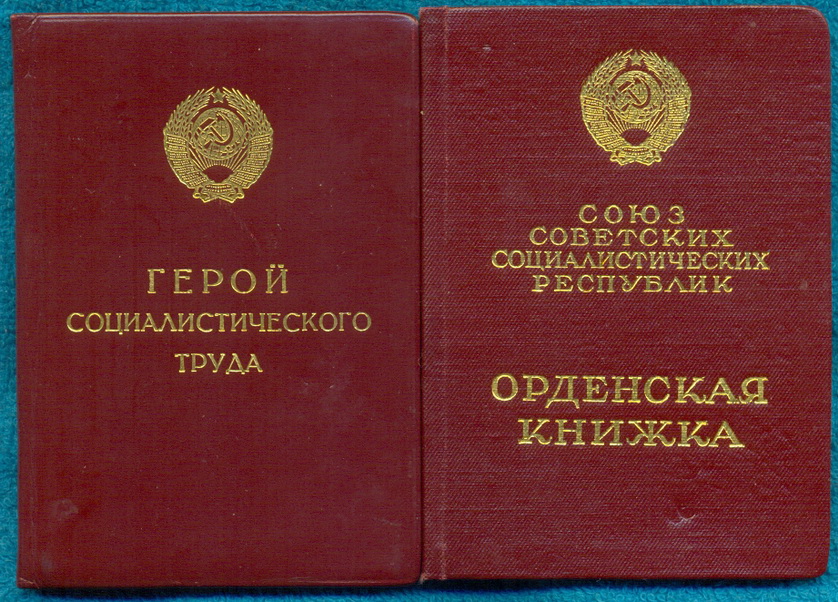 ГЕРОЙ
СОЦИАЛИСТИЧЕСКОГО
ТРУДА
СОЮЗ
СОВЕТСКИХ
СОЦИАЛИСТИЧЕСКИХ
РЕСПУБЛИК
ОРДЕНСКАЯ
КНИЖКА